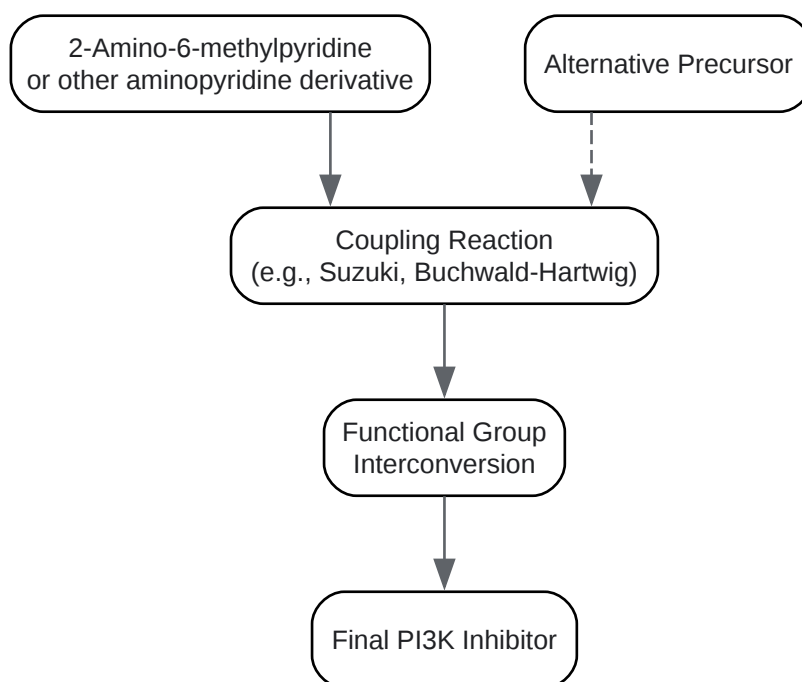 2-Amino-6-methylpyridine
or other aminopyridine derivative
Alternative Precursor
Coupling Reaction
(e.g., Suzuki, Buchwald-Hartwig)
Functional Group
Interconversion
Final PI3K Inhibitor